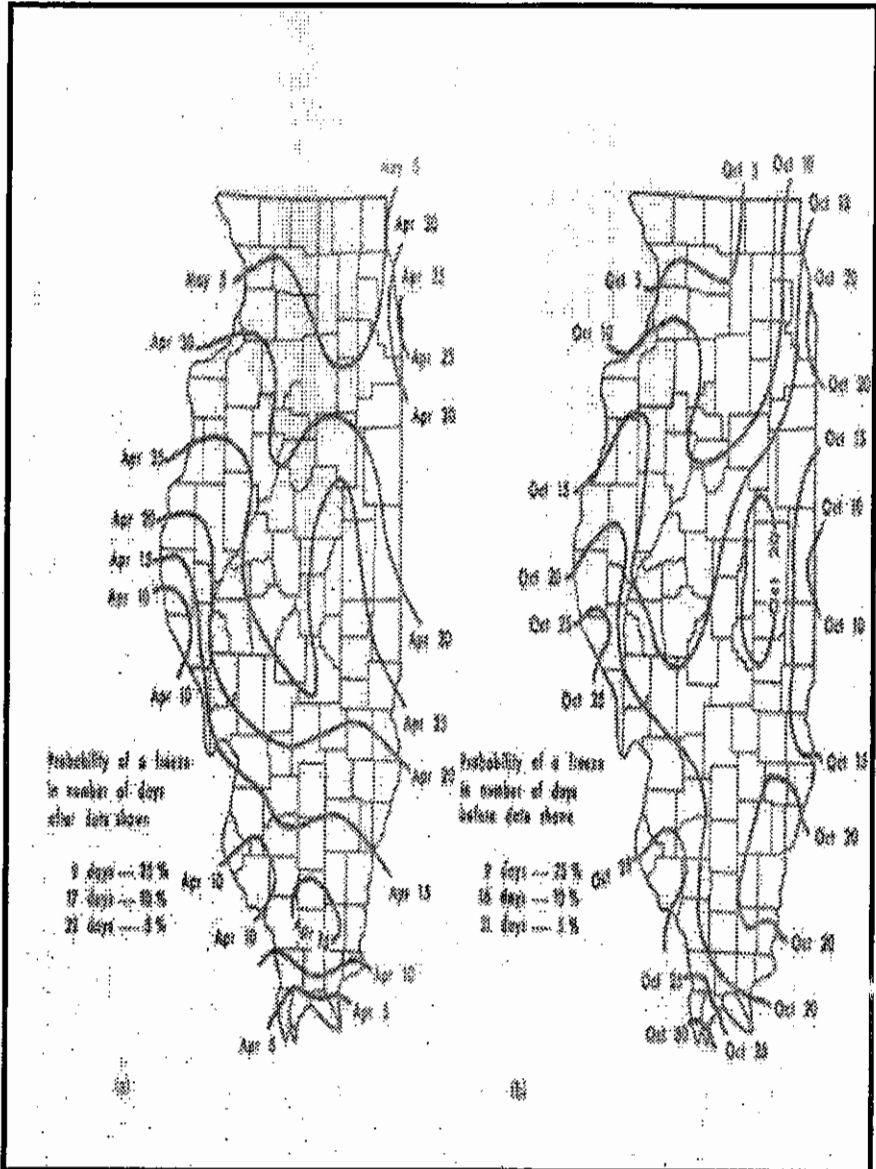 May 5
Apr 30
May 5
Apr 25
Apr 30
Apr 25
Apr 20
Apr 25
Apr 20
Apr 15
Apr 10
Apr 20
Apr 10
Apr 25
Apr 20
Probability of a freeze
in number of days
after date shown
9 days — 25 %
17 days — 10 %
23 days — 5 %
Apr 10
Apr 15
Apr 10
Apr 10
Apr 5
Apr 5
(a)
Oct 5
Oct 10
Oct 15
Oct 5
Oct 20
Oct 10
Oct 20
Oct 15
Oct 15
Oct 10
Oct 20
Oct 20
Oct 25
Oct 10
Oct 25
Oct 15
Probability of a freeze
in number of days
before date shown
9 days — 25 %
16 days — 10 %
21 days — 5 %
Oct 20
Oct 20
Oct 25
Oct 20
Oct 30
Oct 25
(b)